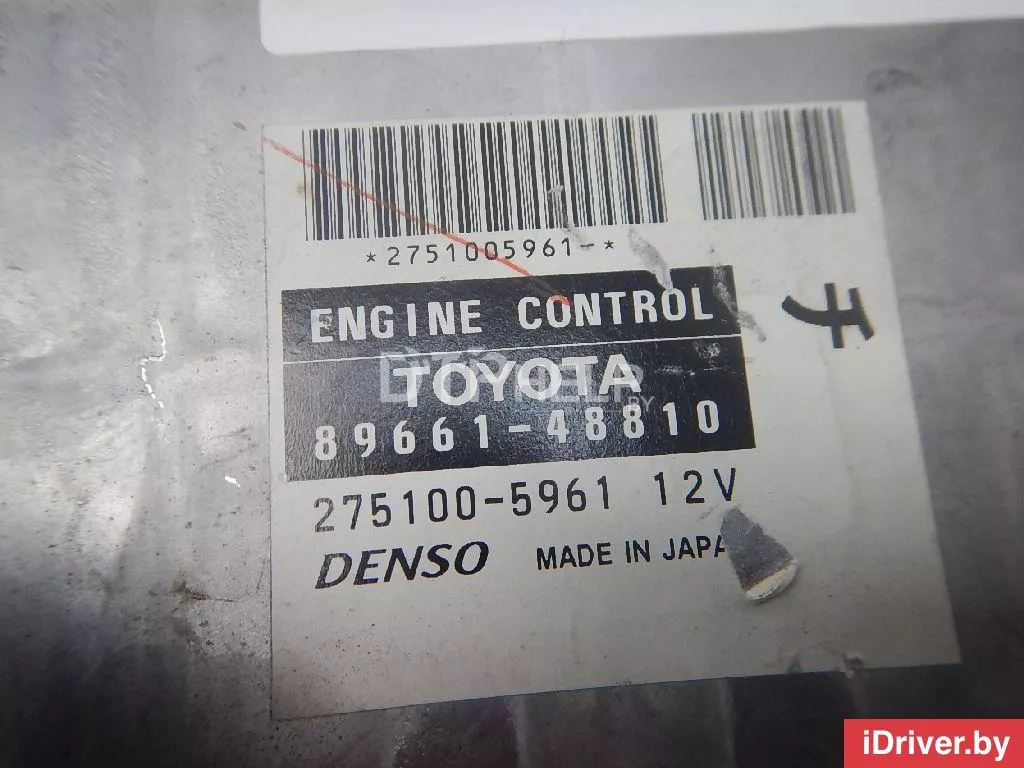 *2751005961-*
ENGINE CONTROL
TOYOTA
89661-48810
275100-5961 12V
DENSO MADE IN JAPA
iDriver.by